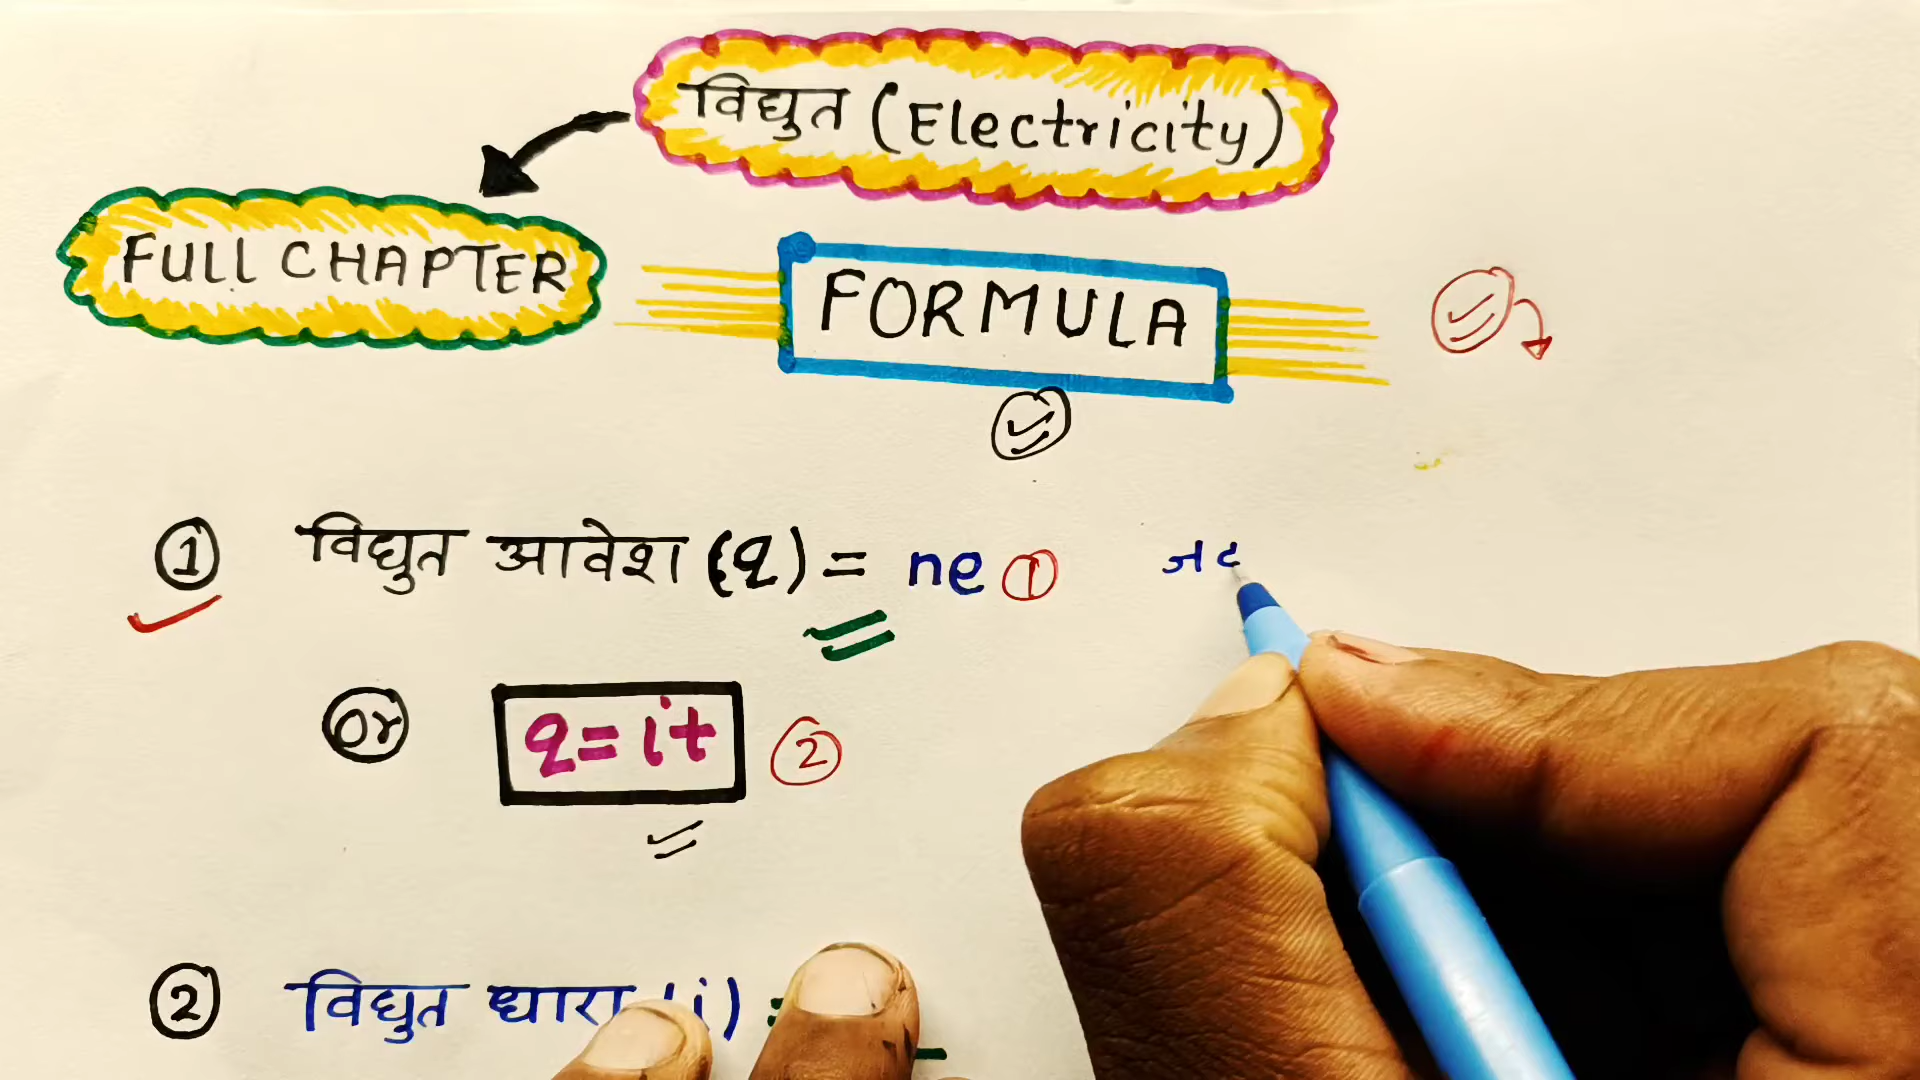 विद्युत (Electricity)
FULL CHAPTER
FORMULA
① विद्युत आवेश (q) = ne ①
or q = it ②
② विद्युत धारा (i) =